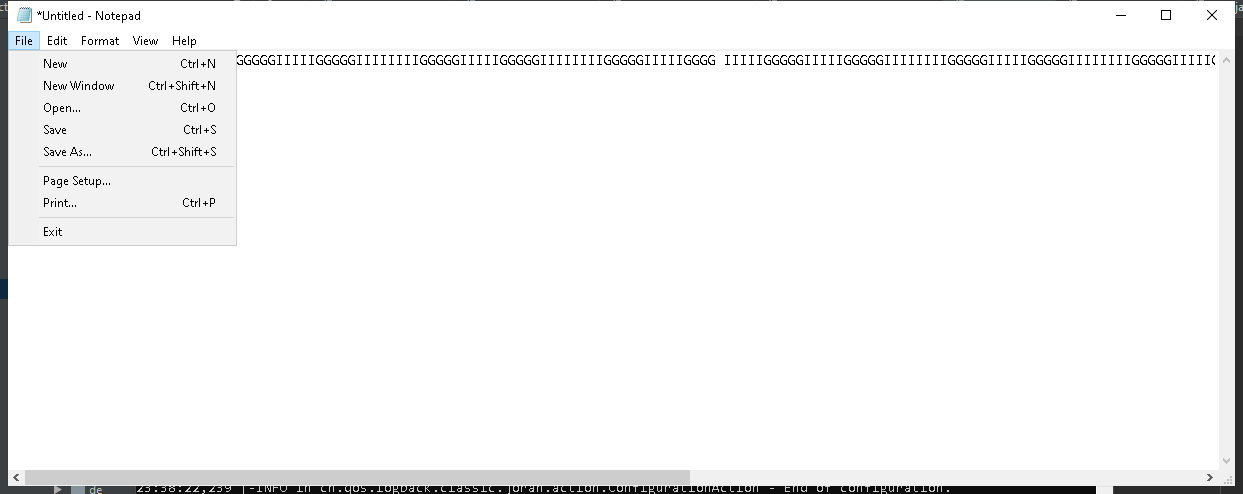 *Untitled - Notepad
File Edit Format View Help
GGGGGIIIIIGGGGGIIIIIIIIGGGGGIIIIIGGGGGIIIIIIIIGGGGGIIIIIGGGG IIIIIGGGGGIIIIIGGGGGIIIIIIIIGGGGGIIIIIGGGGGIIIIIIIIGGGGGIIIII
New Ctrl+N
New Window Ctrl+Shift+N
Open... Ctrl+O
Save Ctrl+S
Save As... Ctrl+Shift+S
Page Setup...
Print... Ctrl+P
Exit
de 23:38:22,239 |-INFO in ch.qos.logback.classic.joran.action.ConfigurationAction - End of configuration.